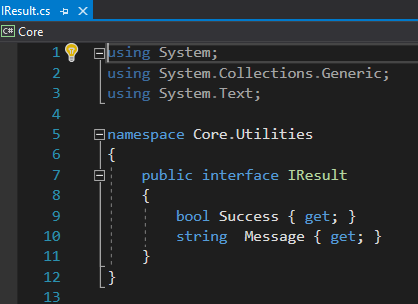 IResult.cs
C# Core
1 using System;
2 using System.Collections.Generic;
3 using System.Text;
4
5 namespace Core.Utilities
6 {
7 public interface IResult
8 {
9 bool Success { get; }
10 string  Message { get; }
11 }
12 }
13